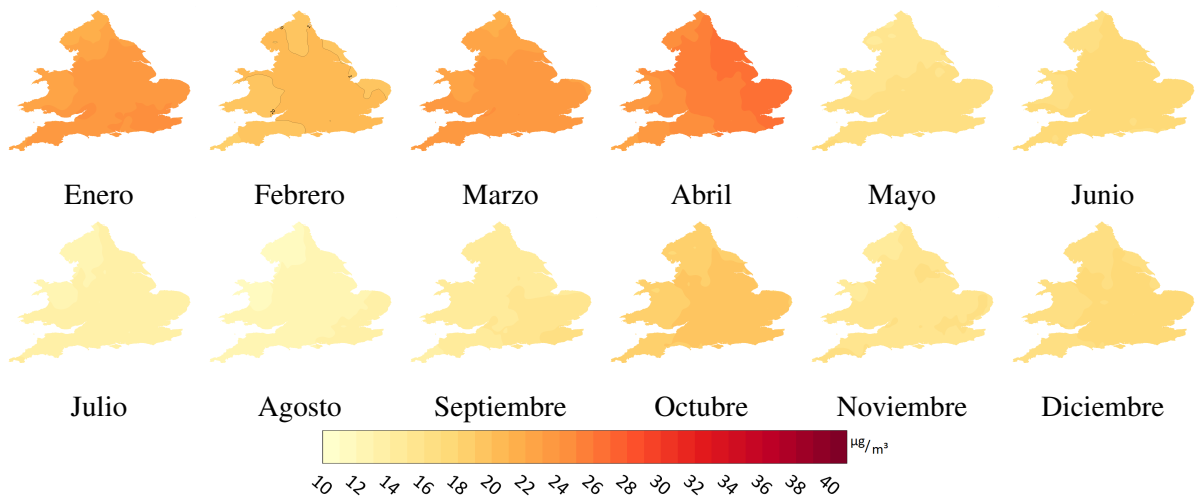 Enero Febrero Marzo Abril Mayo Junio
Julio Agosto Septiembre Octubre Noviembre Diciembre
µg/m³
10 12 14 16 18 20 22 24 26 28 30 32 34 36 38 40